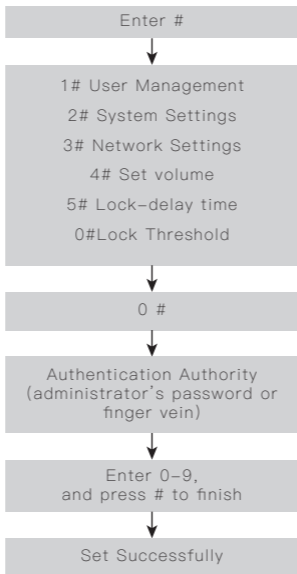 Enter #
1# User Management
2# System Settings
3# Network Settings
4# Set volume
5# Lock-delay time
0#Lock Threshold
0 #
Authentication Authority
(administrator's password or
finger vein)
Enter 0-9,
and press # to finish
Set Successfully